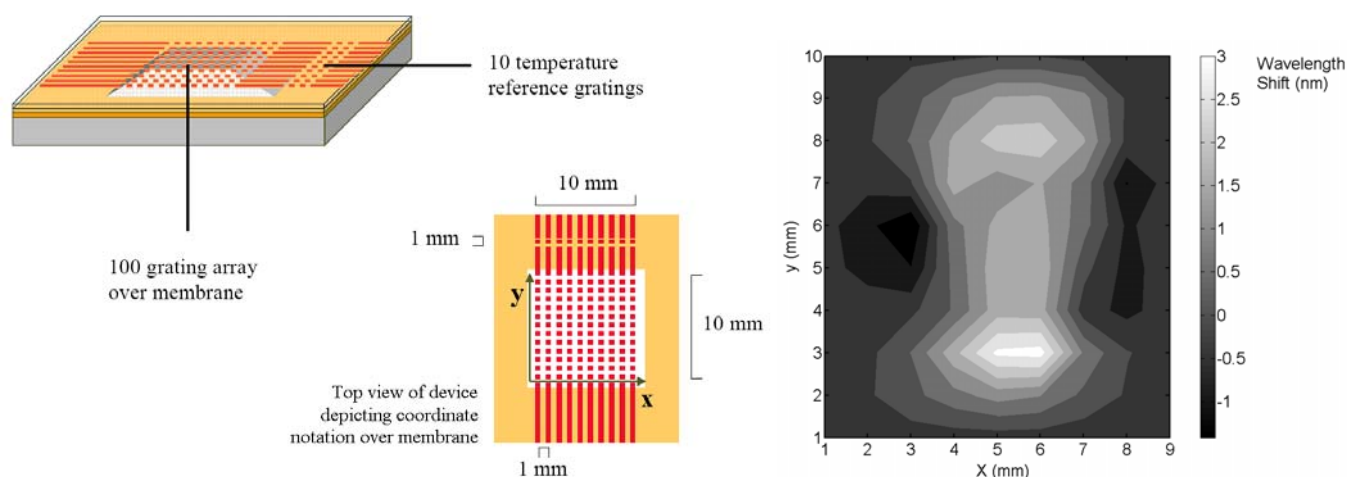 10 temperature
reference gratings
100 grating array
over membrane
10 mm
1 mm
y
10 mm
x
Top view of device
depicting coordinate
notation over membrane
1 mm
10
9
8
7
6
5
4
3
2
1
y (mm)
1 2 3 4 5 6 7 8 9
X (mm)
3
2.5
2
1.5
1
0.5
0
-0.5
-1
Wavelength
Shift (nm)